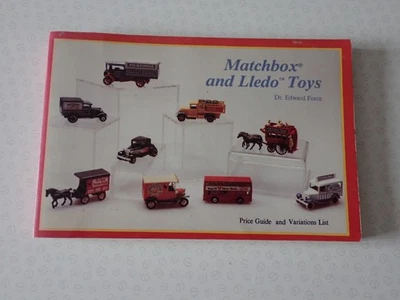 Matchbox®
and Lledo™ Toys
Dr. Edward Force
Price Guide and Variations List